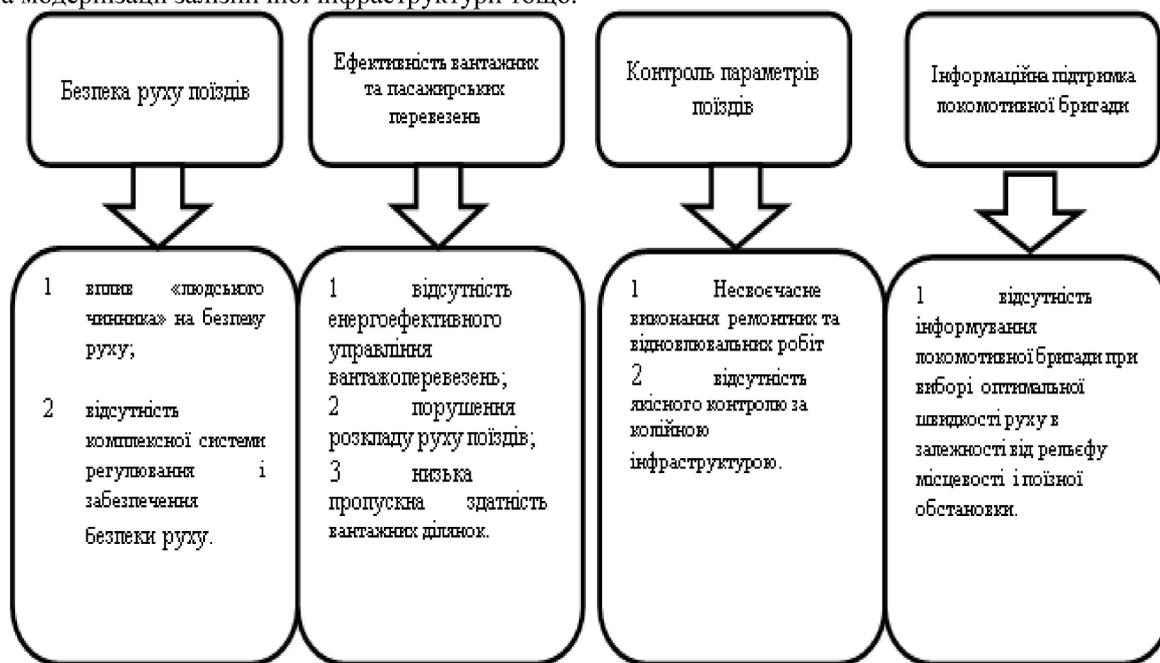 а модернізації залізничної інфраструктури тощо.
Безпека руху поїздів
Ефективність вантажних
та пасажирських
перевезень
Контроль параметрів
поїздів
Інформаційна підтримка
локомотивної бригади
1 вплив «людського
чинника» на безпеку
руху;
2 відсутність
комплексної системи
регулювання і
забезпечення
безпеки руху.
1 відсутність
енергоефективного
управління
вантажоперевезень;
2 порушення
розкладу руху поїздів;
3 низька
пропускна здатність
вантажних ділянок.
1 Несвоєчасне
виконання ремонтних та
відновлювальних робіт
2 відсутність
якісного контролю за
колійною
інфраструктурою.
1 відсутність
інформування
локомотивної бригади при
виборі оптимальної
швидкості руху в
залежності від рельєфу
місцевості і поїзної
обстановки.